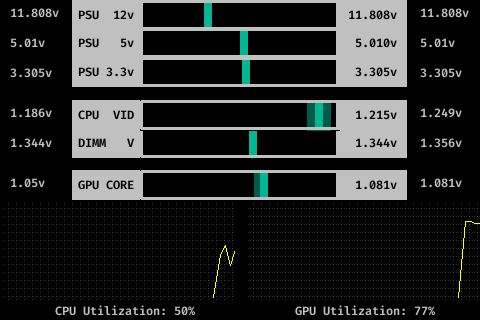 11.808v PSU 12v 11.808v 11.808v
5.01v PSU 5v 5.010v 5.01v
3.305v PSU 3.3v 3.305v 3.305v
1.186v CPU VID 1.215v 1.249v
1.344v DIMM V 1.344v 1.356v
1.05v GPU CORE 1.081v 1.081v
CPU Utilization: 50% GPU Utilization: 77%